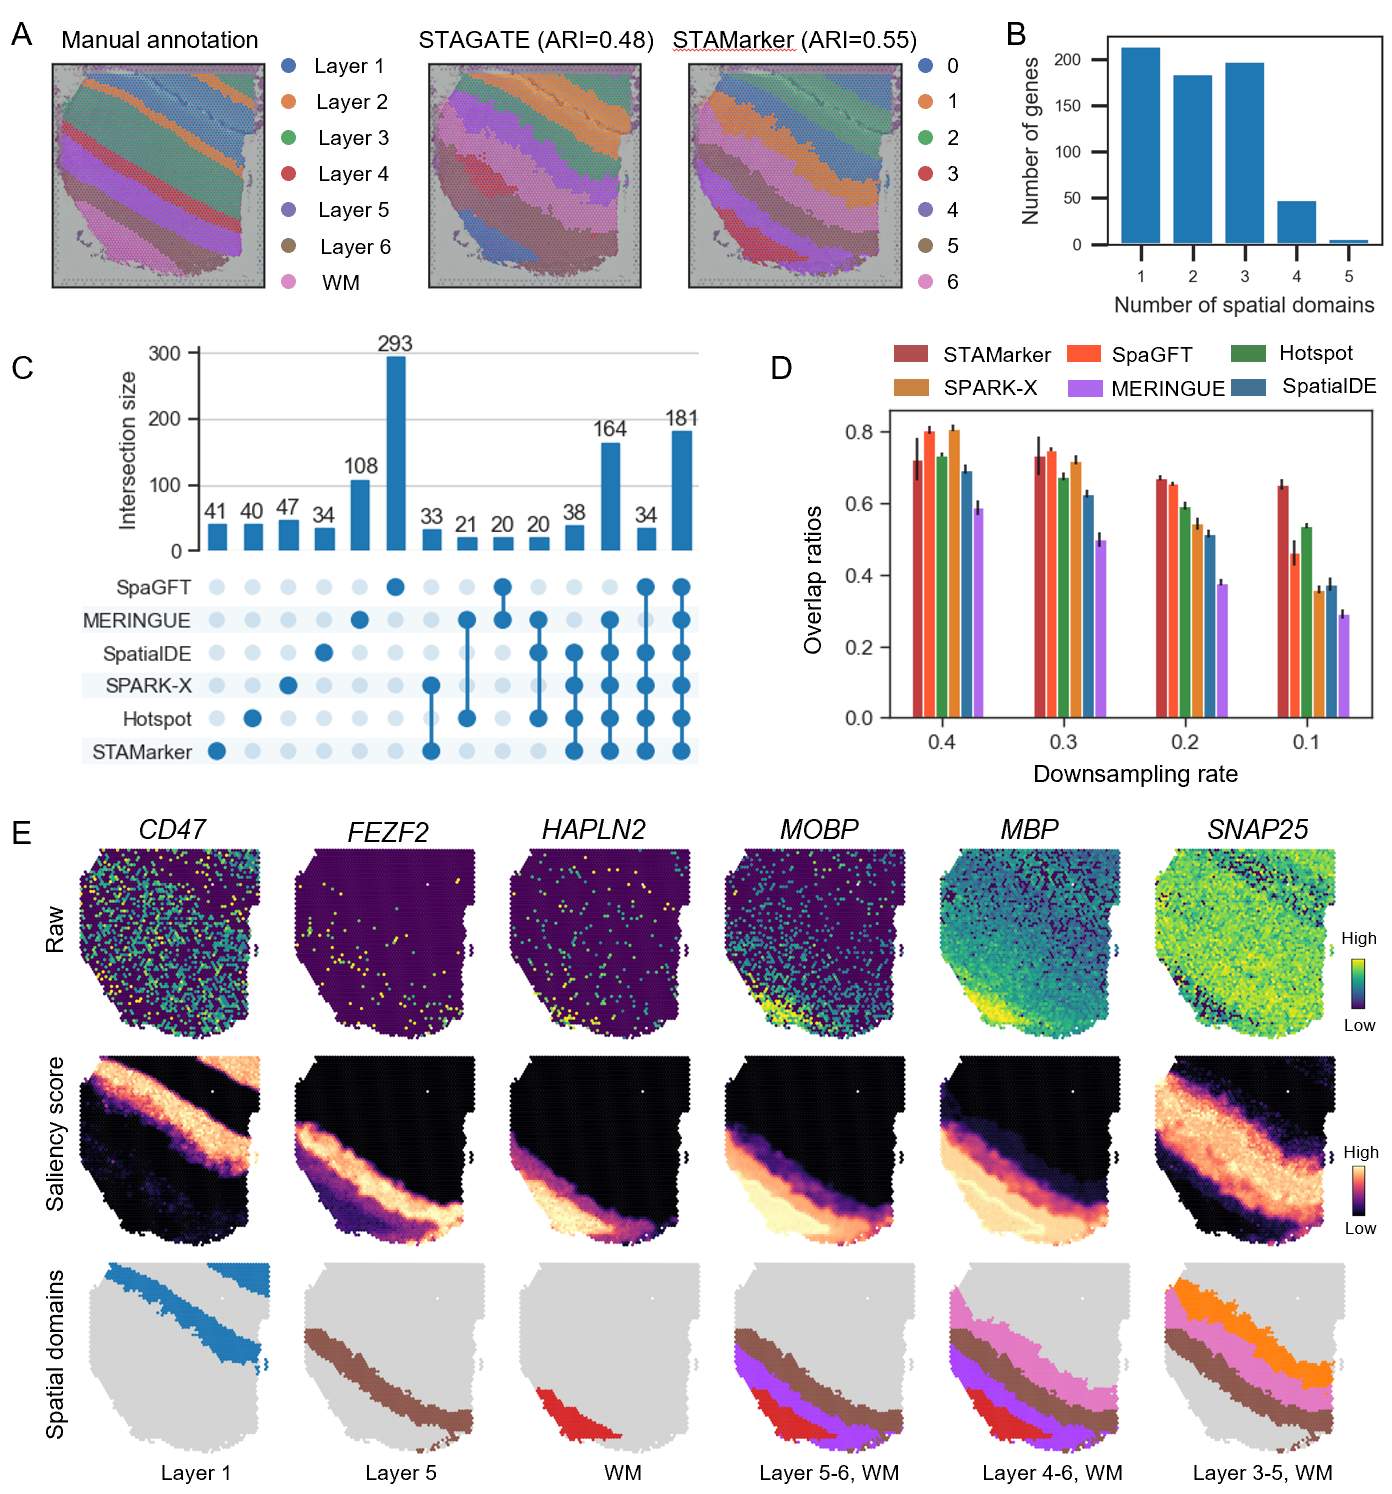 A
Manual annotation
Layer 1
Layer 2
Layer 3
Layer 4
Layer 5
Layer 6
WM
STAGATE (ARI=0.48)
STAMarker (ARI=0.55)
0
1
2
3
4
5
6
B
Number of genes
200
150
100
50
0
1 2 3 4 5
Number of spatial domains
C
Intersection size
300
200
100
0
41 40 47 34 108 293 33 21 20 20 38 164 34 181
SpaGFT
MERINGUE
SpatialDE
SPARK-X
Hotspot
STAMarker
D
STAMarker SpaGFT Hotspot
SPARK-X MERINGUE SpatialDE
Overlap ratios
0.8
0.6
0.4
0.2
0.0
0.4 0.3 0.2 0.1
Downsampling rate
E
CD47 FEZF2 HAPLN2 MOBP MBP SNAP25
Raw
High
Low
Saliency score
High
Low
Spatial domains
Layer 1 Layer 5 WM Layer 5-6, WM Layer 4-6, WM Layer 3-5, WM